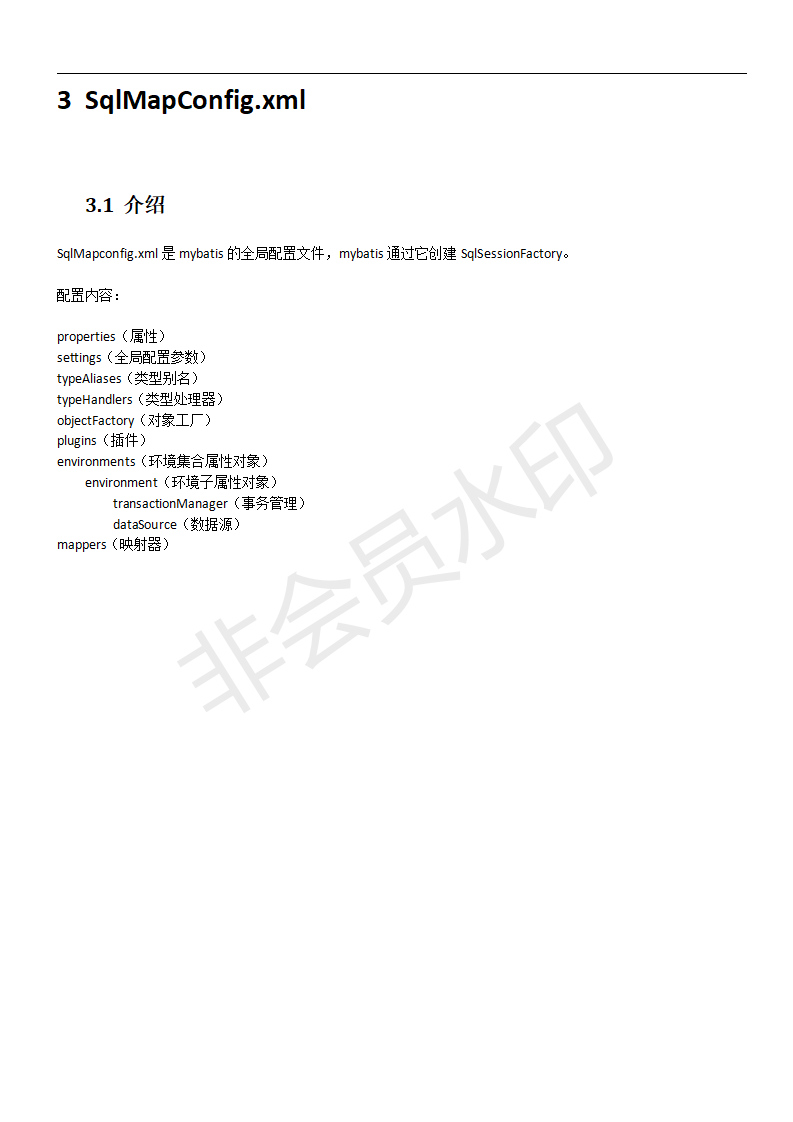 3 SqlMapConfig.xml
3.1 介绍
SqlMapconfig.xml 是 mybatis 的全局配置文件，mybatis 通过它创建 SqlSessionFactory。
配置内容：
properties（属性）
settings（全局配置参数）
typeAliases（类型别名）
typeHandlers（类型处理器）
objectFactory（对象工厂）
plugins（插件）
environments（环境集合属性对象）
environment（环境子属性对象）
transactionManager（事务管理）
dataSource（数据源）
mappers（映射器）
非会员水印